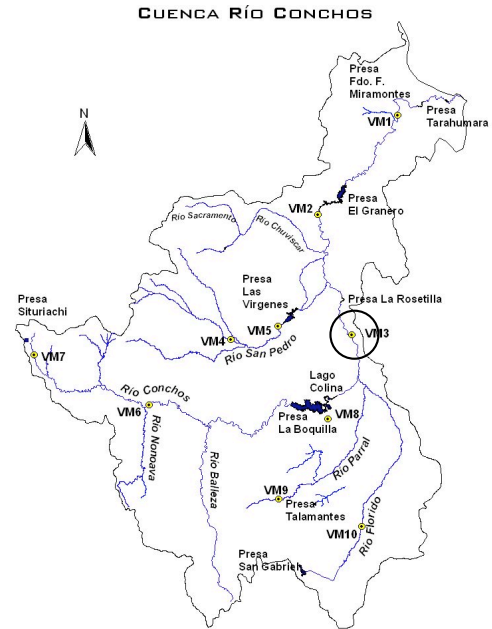 CUENCA RÍO CONCHOS
Presa
Fdo. F.
Miramontes
Presa
Tarahumara
VM1
N
Presa
El Granero
VM2
Río Sacramento
Río Chuviscar
Presa
Las
Virgenes
Presa La Rosetilla
Presa
Situriachi
VM5
VM3
VM4
Río San Pedro
VM7
Lago
Colina
Río Conchos
VM6
Presa
La Boquilla
VM8
Río Nonoava
Río Balleza
Río Parral
VM9
Presa
Talamantes
Río Florido
VM10
Presa
San Gabriel